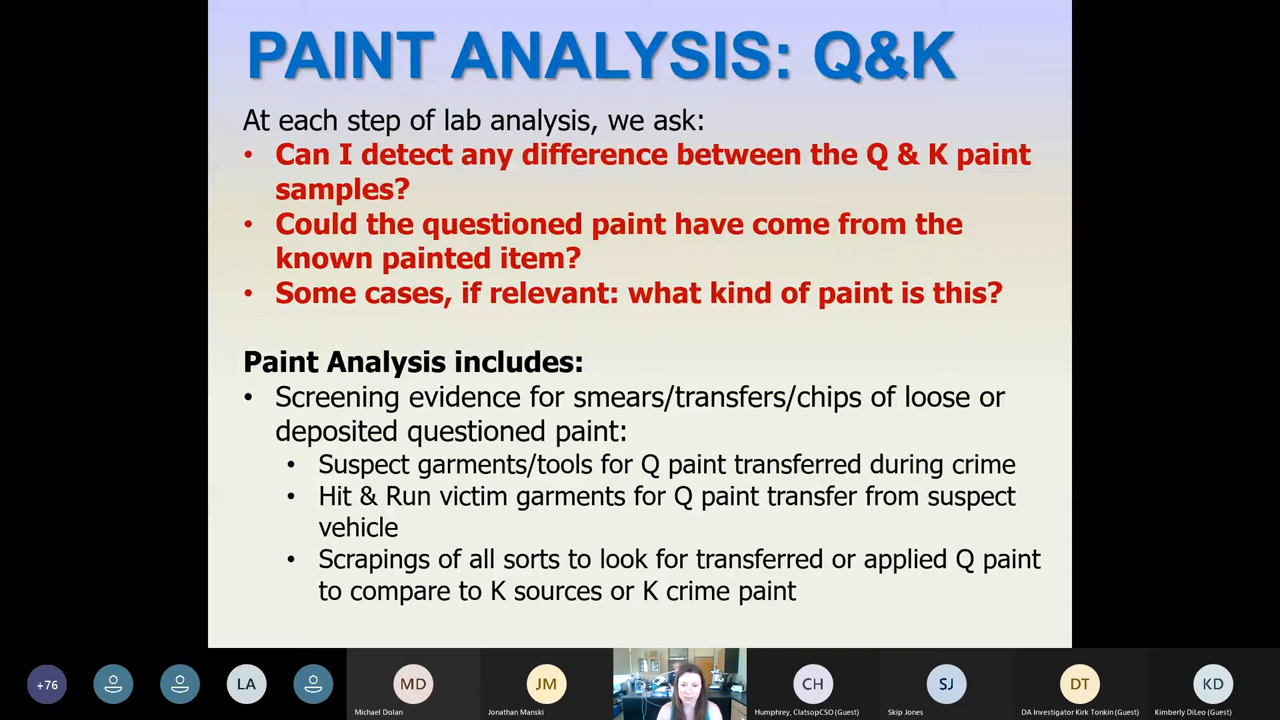 PAINT ANALYSIS: Q&K
At each step of lab analysis, we ask:
• Can I detect any difference between the Q & K paint
samples?
• Could the questioned paint have come from the
known painted item?
• Some cases, if relevant: what kind of paint is this?
Paint Analysis includes:
• Screening evidence for smears/transfers/chips of loose or
deposited questioned paint:
• Suspect garments/tools for Q paint transferred during crime
• Hit & Run victim garments for Q paint transfer from suspect
vehicle
• Scrapings of all sorts to look for transferred or applied Q paint
to compare to K sources or K crime paint
+76
LA
MD
JM
CH
SJ
DT
KD
Michael Dolan
Jonathan Manski
Humphrey, ClatsopCSO (Guest)
Skip Jones
DA Investigator Kirk Tonkin (Guest)
Kimberly DiLeo (Guest)